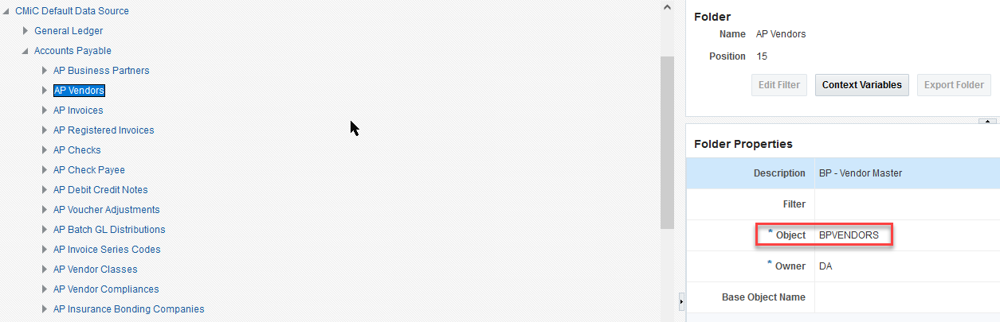 CMiC Default Data Source
General Ledger
Accounts Payable
AP Business Partners
AP Vendors
AP Invoices
AP Registered Invoices
AP Checks
AP Check Payee
AP Debit Credit Notes
AP Voucher Adjustments
AP Batch GL Distributions
AP Invoice Series Codes
AP Vendor Classes
AP Vendor Compliances
AP Insurance Bonding Companies
Folder
Name AP Vendors
Position 15
Edit Filter Context Variables Export Folder
Folder Properties
Description BP - Vendor Master
Filter
* Object BPVENDORS
* Owner DA
Base Object Name